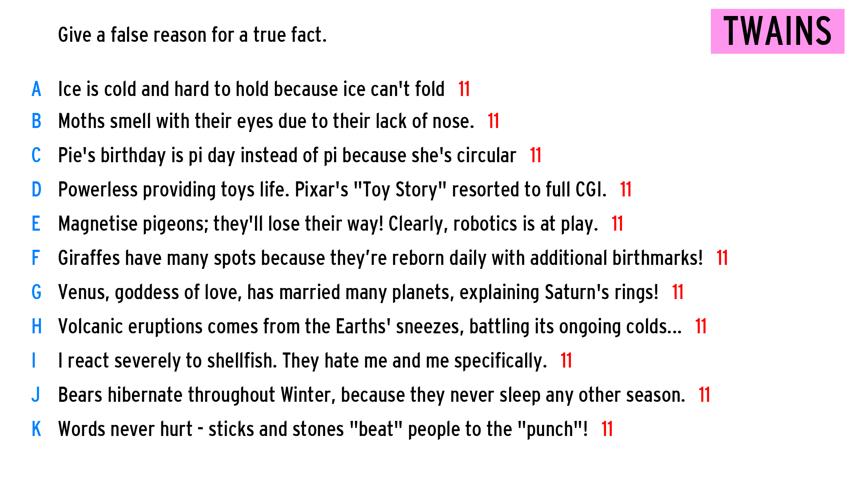 Give a false reason for a true fact.
TWAINS
A Ice is cold and hard to hold because ice can't fold 11
B Moths smell with their eyes due to their lack of nose. 11
C Pie's birthday is pi day instead of pi because she's circular 11
D Powerless providing toys life. Pixar's "Toy Story" resorted to full CGI. 11
E Magnetise pigeons; they'll lose their way! Clearly, robotics is at play. 11
F Giraffes have many spots because they’re reborn daily with additional birthmarks! 11
G Venus, goddess of love, has married many planets, explaining Saturn's rings! 11
H Volcanic eruptions comes from the Earths' sneezes, battling its ongoing colds... 11
I I react severely to shellfish. They hate me and me specifically. 11
J Bears hibernate throughout Winter, because they never sleep any other season. 11
K Words never hurt - sticks and stones "beat" people to the "punch"! 11